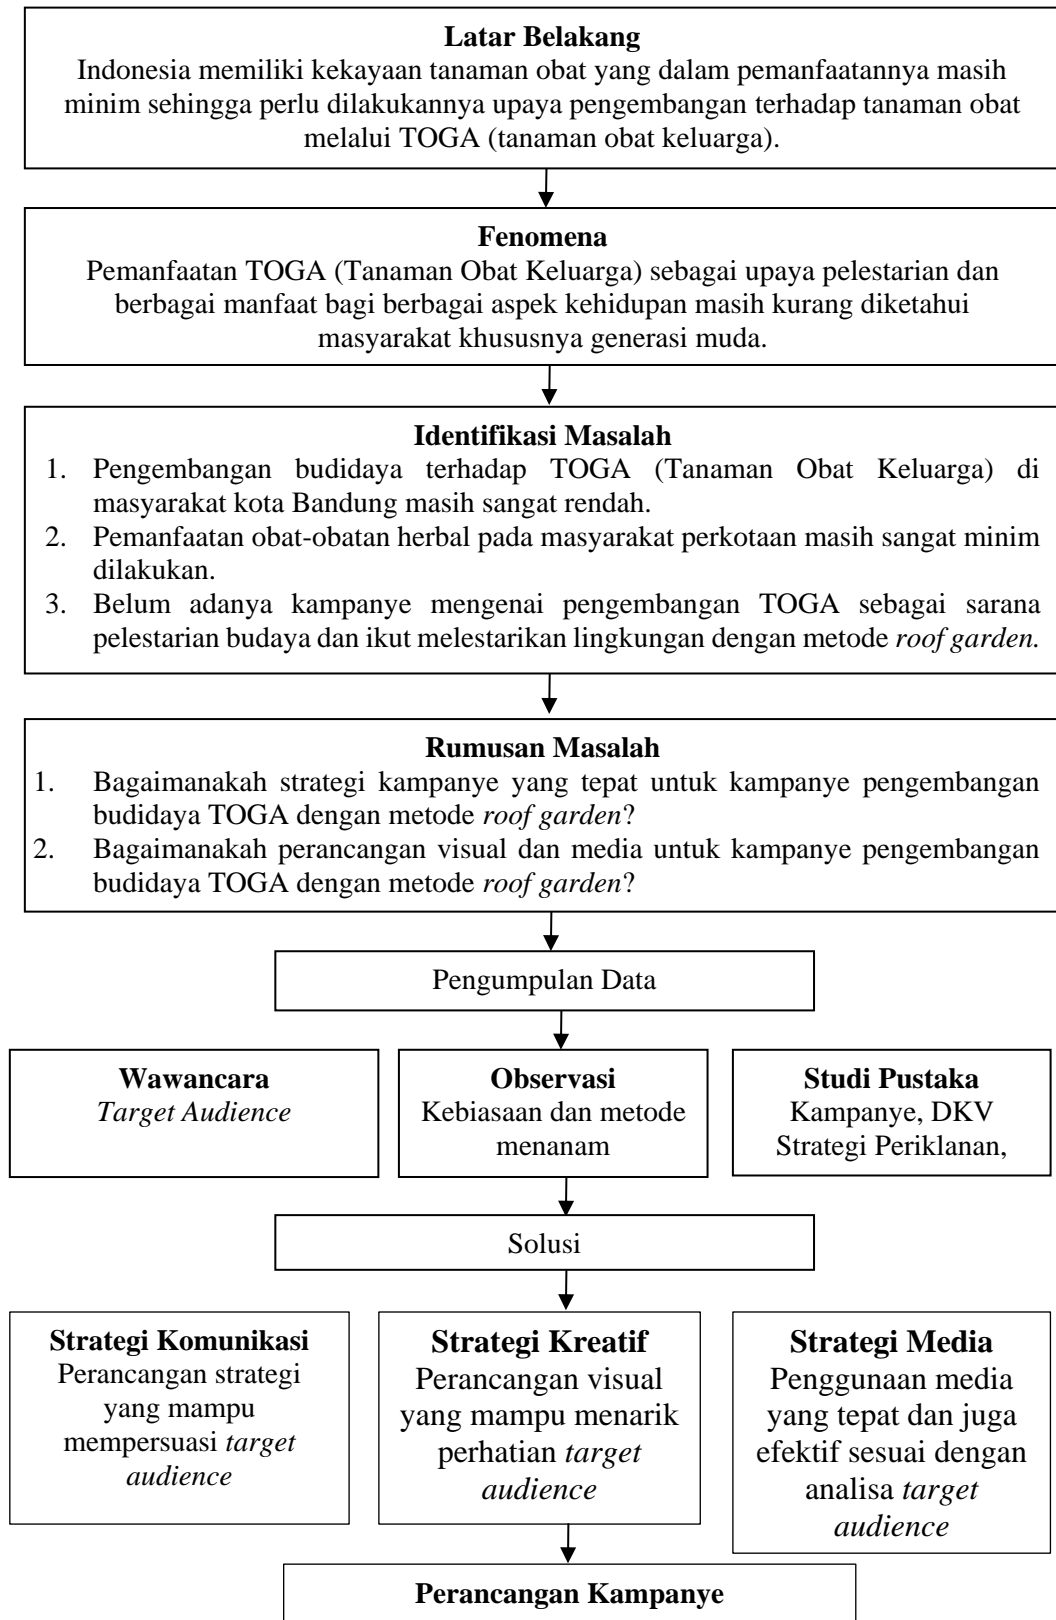 Latar Belakang
Indonesia memiliki kekayaan tanaman obat yang dalam pemanfaatannya masih
minim sehingga perlu dilakukannya upaya pengembangan terhadap tanaman obat
melalui TOGA (tanaman obat keluarga).
Fenomena
Pemanfaatan TOGA (Tanaman Obat Keluarga) sebagai upaya pelestarian dan
berbagai manfaat bagi berbagai aspek kehidupan masih kurang diketahui
masyarakat khususnya generasi muda.
Identifikasi Masalah
1. Pengembangan budidaya terhadap TOGA (Tanaman Obat Keluarga) di
masyarakat kota Bandung masih sangat rendah.
2. Pemanfaatan obat-obatan herbal pada masyarakat perkotaan masih sangat minim
dilakukan.
3. Belum adanya kampanye mengenai pengembangan TOGA sebagai sarana
pelestarian budaya dan ikut melestarikan lingkungan dengan metode roof garden.
Rumusan Masalah
1. Bagaimanakah strategi kampanye yang tepat untuk kampanye pengembangan
budidaya TOGA dengan metode roof garden?
2. Bagaimanakah perancangan visual dan media untuk kampanye pengembangan
budidaya TOGA dengan metode roof garden?
Pengumpulan Data
Wawancara
Target Audience
Observasi
Kebiasaan dan metode
menanam
Studi Pustaka
Kampanye, DKV
Strategi Periklanan,
Solusi
Strategi Komunikasi
Perancangan strategi
yang mampu
mempersuasi target
audience
Strategi Kreatif
Perancangan visual
yang mampu menarik
perhatian target
audience
Strategi Media
Penggunaan media
yang tepat dan juga
efektif sesuai dengan
analisa target
audience
Perancangan Kampanye